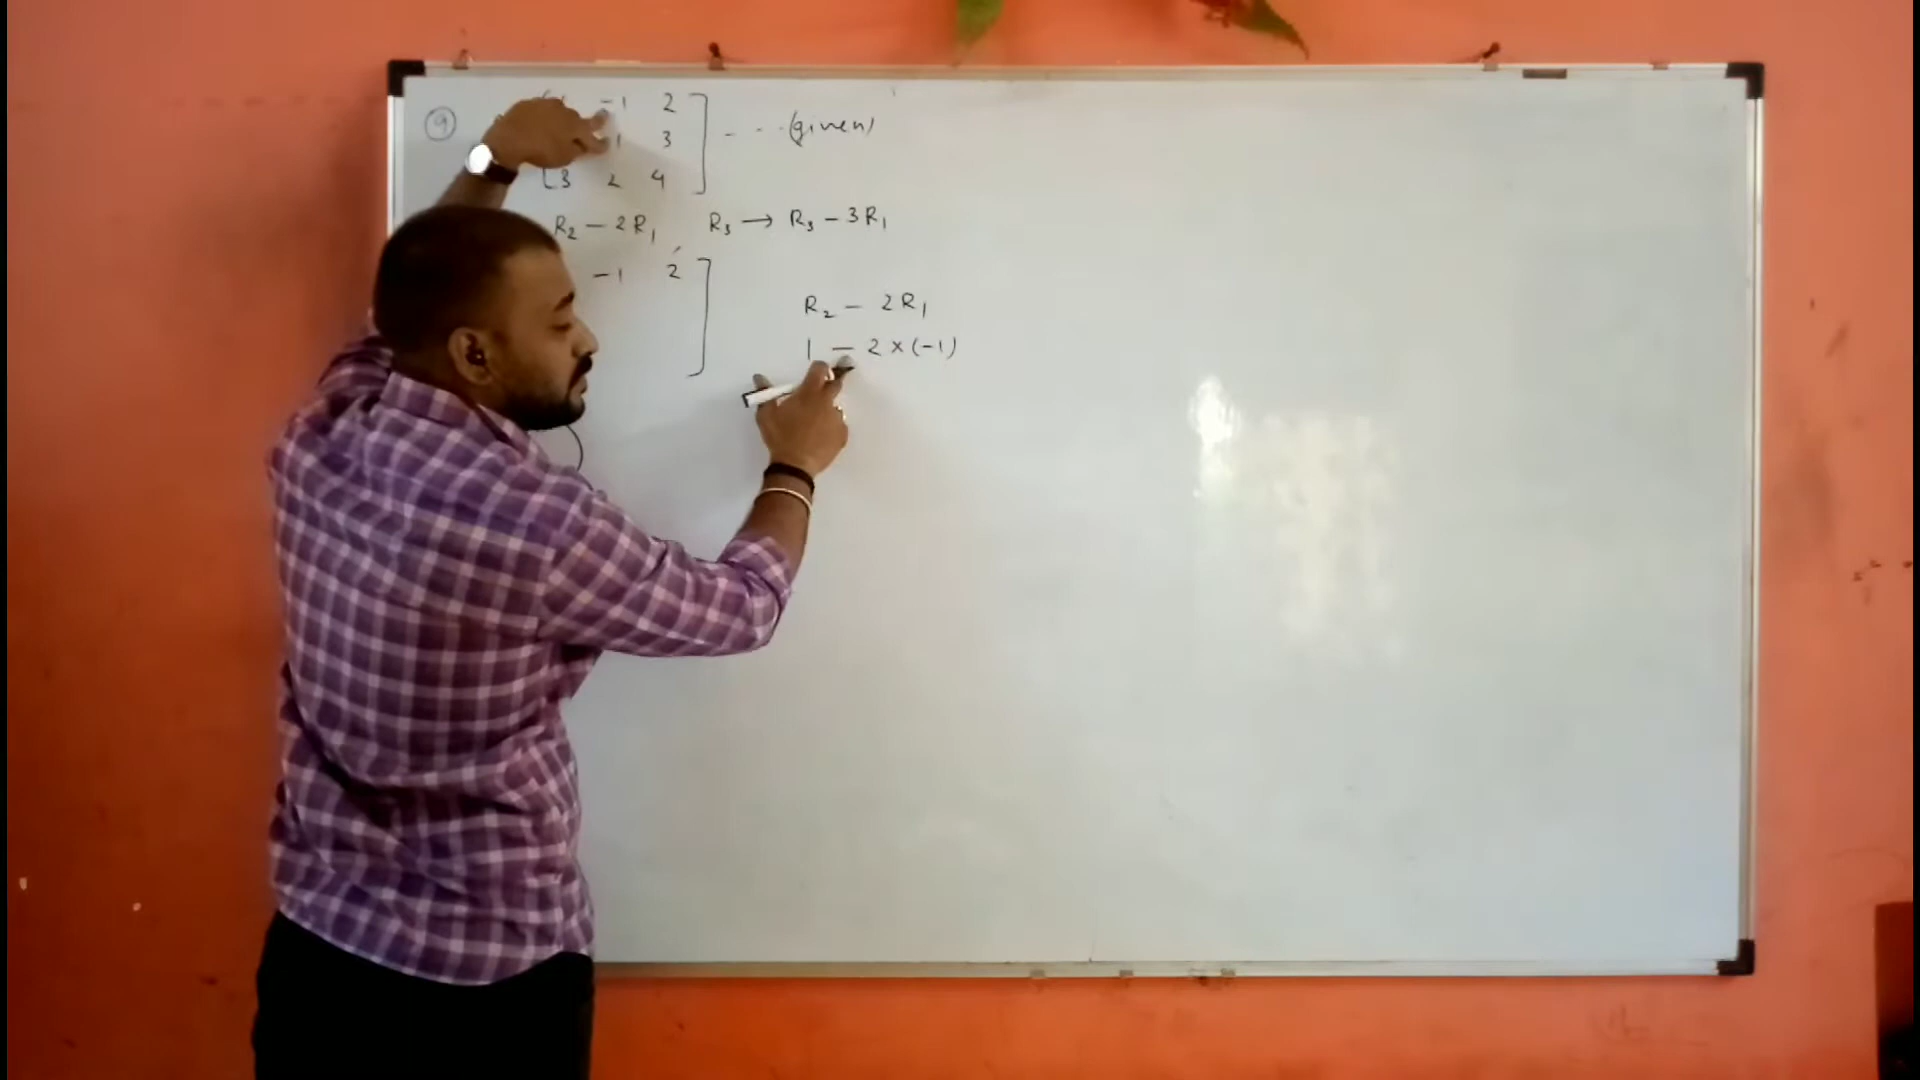 9 -1 2
1 3 - - - (given)
[3 2 4]
R₂ - 2R₁ R₃ → R₃ - 3R₁
-1 2 ]
R₂ - 2R₁
1 - 2×(-1)